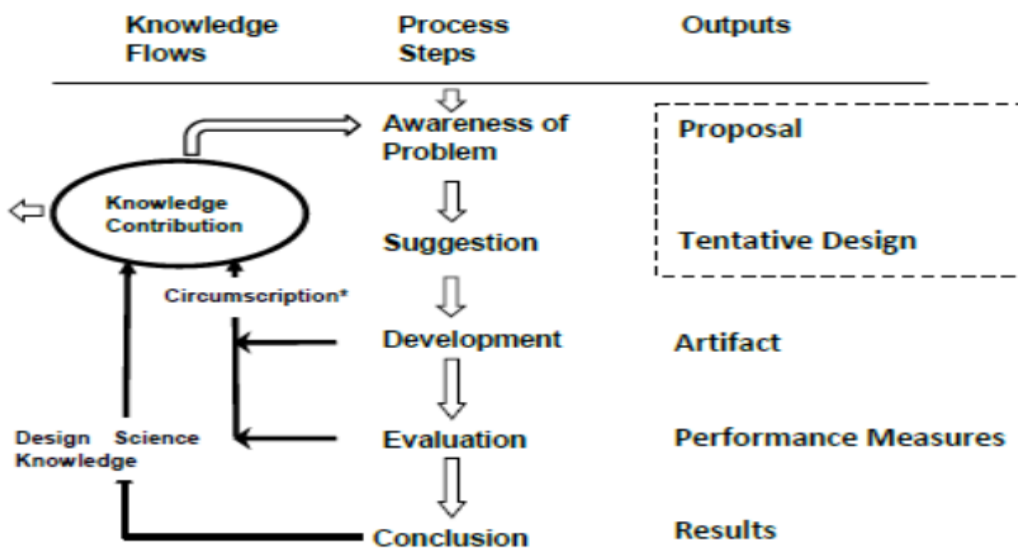 Knowledge
Flows
Process
Steps
Outputs
Awareness of
Problem
Proposal
Knowledge
Contribution
Suggestion
Tentative Design
Circumscription*
Development
Artifact
Design Science
Knowledge
Evaluation
Performance Measures
Conclusion
Results